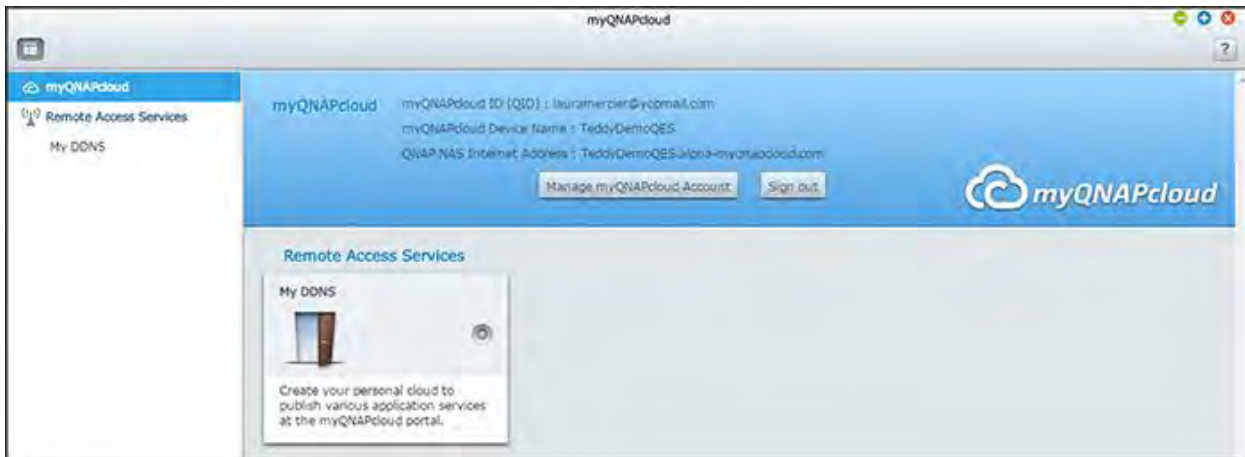 myQNAPcloud
?
myQNAPcloud
Remote Access Services
My DDNS
myQNAPcloud
myQNAPcloud ID (QID) : lauramercier@yopmail.com
myQNAPcloud Device Name : TeddyDemoQES
QNAP NAS Internet Address : TeddyDemoQES.alpha-myqnapcloud.com
Manage myQNAPcloud Account
Sign out
myQNAPcloud
Remote Access Services
My DDNS
Create your personal cloud to
publish various application services
at the myQNAPcloud portal.